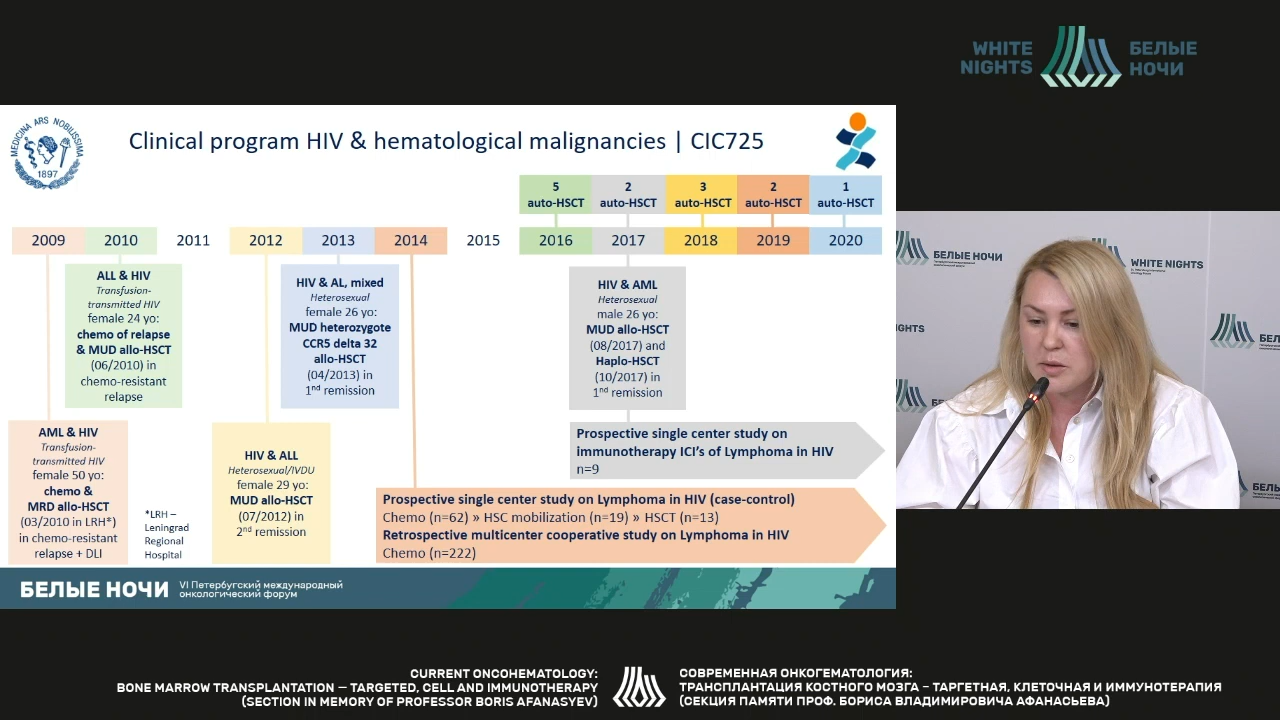 WHITE
NIGHTS
БЕЛЫЕ
НОЧИ
MEDICINA ARS NOBILISSIMA
1897
Clinical program HIV & hematological malignancies | CIC725
5
auto-HSCT
2
auto-HSCT
3
auto-HSCT
2
auto-HSCT
1
auto-HSCT
2009
2010
2011
2012
2013
2014
2015
2016
2017
2018
2019
2020
ALL & HIV
Transfusion-
transmitted HIV
female 24 yo:
chemo of relapse
& MUD allo-HSCT
(06/2010) in
chemo-resistant
relapse
HIV & AL, mixed
Heterosexual
female 26 yo:
MUD heterozygote
CCR5 delta 32
allo-HSCT
(04/2013) in
1nd remission
HIV & AML
Heterosexual
male 26 yo:
MUD allo-HSCT
(08/2017) and
Haplo-HSCT
(10/2017) in
1nd remission
AML & HIV
Transfusion-
transmitted HIV
female 50 yo:
chemo &
MRD allo-HSCT
(03/2010 in LRH*)
in chemo-resistant
relapse + DLI
*LRH –
Leningrad
Regional
Hospital
HIV & ALL
Heterosexual/IVDU
female 29 yo:
MUD allo-HSCT
(07/2012) in
2nd remission
Prospective single center study on
immunotherapy ICI's of Lymphoma in HIV
n=9
Prospective single center study on Lymphoma in HIV (case-control)
Chemo (n=62) » HSC mobilization (n=19) » HSCT (n=13)
Retrospective multicenter cooperative study on Lymphoma in HIV
Chemo (n=222)
БЕЛЫЕ НОЧИ
VI Петербугский международный
онкологический форум
БЕЛЫЕ НОЧИ
WHITE NIGHTS
NIGHTS
БЕЛЫЕ
CURRENT ONCOHEMATOLOGY:
BONE MARROW TRANSPLANTATION — TARGETED, CELL AND IMMUNOTHERAPY
(SECTION IN MEMORY OF PROFESSOR BORIS AFANASYEV)
СОВРЕМЕННАЯ ОНКОГЕМАТОЛОГИЯ:
ТРАНСПЛАНТАЦИЯ КОСТНОГО МОЗГА – ТАРГЕТНАЯ, КЛЕТОЧНАЯ И ИММУНОТЕРАПИЯ
(СЕКЦИЯ ПАМЯТИ ПРОФ. БОРИСА ВЛАДИМИРОВИЧА АФАНАСЬЕВА)